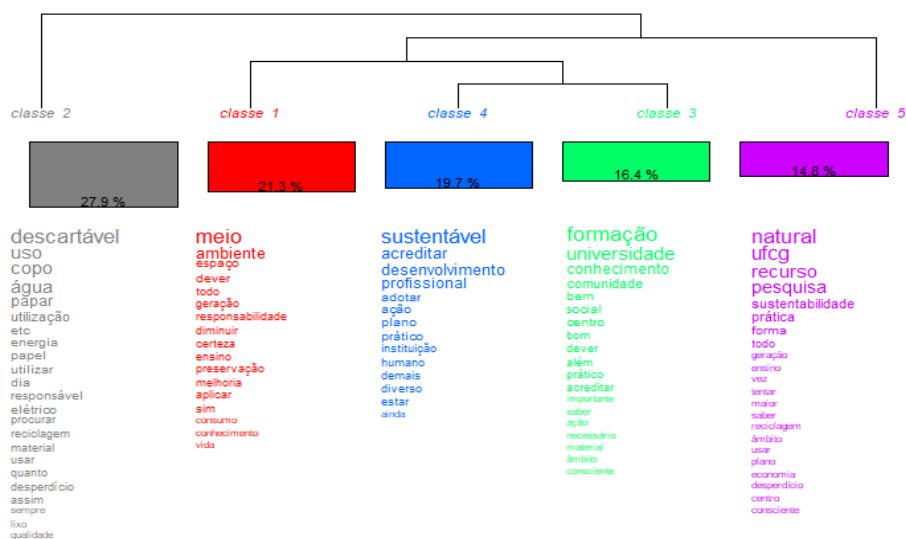 classe 2
classe 1
classe 4
classe 3
classe 5
27.9 %
21.3 %
19.7 %
16.4 %
14.8 %
descartável
uso
copo
água
papar
utilização
etc
energia
papel
utilizar
dia
responsável
elétrico
procurar
reciclagem
material
usar
quanto
desperdício
assim
sempre
lixo
qualidade
meio
ambiente
espaço
dever
todo
geração
responsabilidade
diminuir
certeza
ensino
preservação
melhoria
aplicar
sim
consumo
conhecimento
vida
sustentável
acreditar
desenvolvimento
profissional
adotar
ação
plano
prático
instituição
humano
demais
diverso
estar
ainda
formação
universidade
conhecimento
comunidade
bem
social
centro
bom
dever
além
prático
acreditar
importante
saber
ação
necessário
material
âmbito
consciente
natural
ufcg
recurso
pesquisa
sustentabilidade
prática
forma
todo
geração
ensino
vez
tentar
maior
saber
reciclagem
âmbito
usar
plano
economia
desperdício
centro
consciente